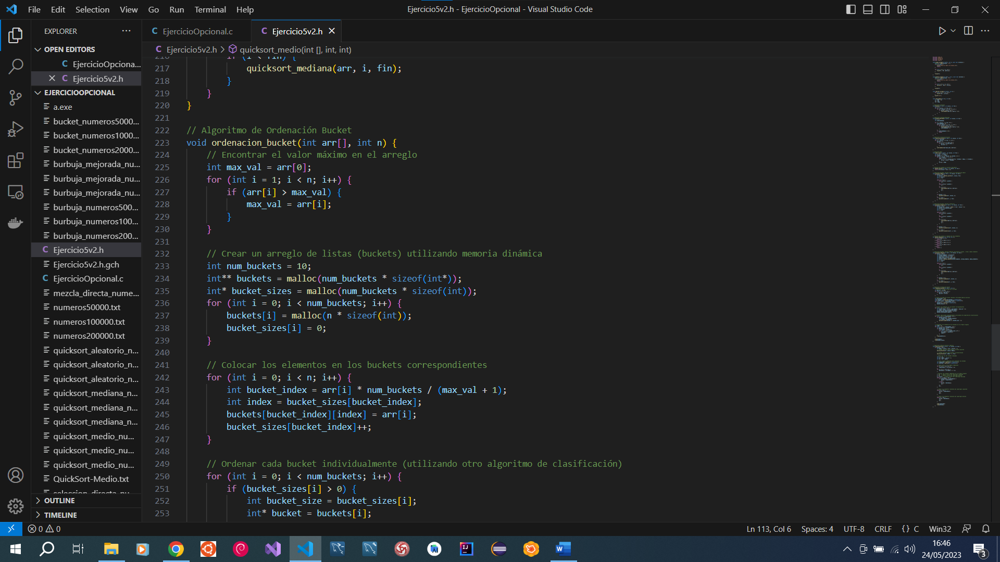 File Edit Selection View Go Run Terminal Help
Ejercicio5v2.h - EjercicioOpcional - Visual Studio Code
EXPLORER
OPEN EDITORS
C EjercicioOpciona...
C Ejercicio5v2.h
EJERCICIOOPCIONAL
a.exe
bucket_numeros5000...
bucket_numeros1000...
bucket_numeros2000...
burbuja_mejorada_nu...
burbuja_mejorada_nu...
burbuja_mejorada_nu...
burbuja_numeros500...
burbuja_numeros100...
burbuja_numeros200...
C Ejercicio5v2.h
Ejercicio5v2.h.gch
C EjercicioOpcional.c
mezcla_directa_nume...
numeros50000.txt
numeros100000.txt
numeros200000.txt
quicksort_aleatorio_n...
quicksort_aleatorio_n...
quicksort_aleatorio_n...
quicksort_mediana_n...
quicksort_mediana_n...
quicksort_mediana_n...
quicksort_medio_nu...
quicksort_medio_nu...
quicksort_medio_nu...
QuickSort-Medio.txt
seleccion_directa_nu...
OUTLINE
TIMELINE
C EjercicioOpcional.c
C Ejercicio5v2.h
C Ejercicio5v2.h > quicksort_medio(int [], int, int)
216 if (i < fin) {
217 quicksort_mediana(arr, i, fin);
218 }
219 }
220 }
221
222 // Algoritmo de Ordenación Bucket
223 void ordenacion_bucket(int arr[], int n) {
224 // Encontrar el valor máximo en el arreglo
225 int max_val = arr[0];
226 for (int i = 1; i < n; i++) {
227 if (arr[i] > max_val) {
228 max_val = arr[i];
229 }
230 }
231
232 // Crear un arreglo de listas (buckets) utilizando memoria dinámica
233 int num_buckets = 10;
234 int** buckets = malloc(num_buckets * sizeof(int*));
235 int* bucket_sizes = malloc(num_buckets * sizeof(int));
236 for (int i = 0; i < num_buckets; i++) {
237 buckets[i] = malloc(n * sizeof(int));
238 bucket_sizes[i] = 0;
239 }
240
241 // Colocar los elementos en los buckets correspondientes
242 for (int i = 0; i < n; i++) {
243 int bucket_index = arr[i] * num_buckets / (max_val + 1);
244 int index = bucket_sizes[bucket_index];
245 buckets[bucket_index][index] = arr[i];
246 bucket_sizes[bucket_index]++;
247 }
248
249 // Ordenar cada bucket individualmente (utilizando otro algoritmo de clasificación)
250 for (int i = 0; i < num_buckets; i++) {
251 if (bucket_sizes[i] > 0) {
252 int bucket_size = bucket_sizes[i];
253 int* bucket = buckets[i];
0 0
Ln 113, Col 6 Spaces: 4 UTF-8 CRLF {} C Win32
16:46
24/05/2023
3